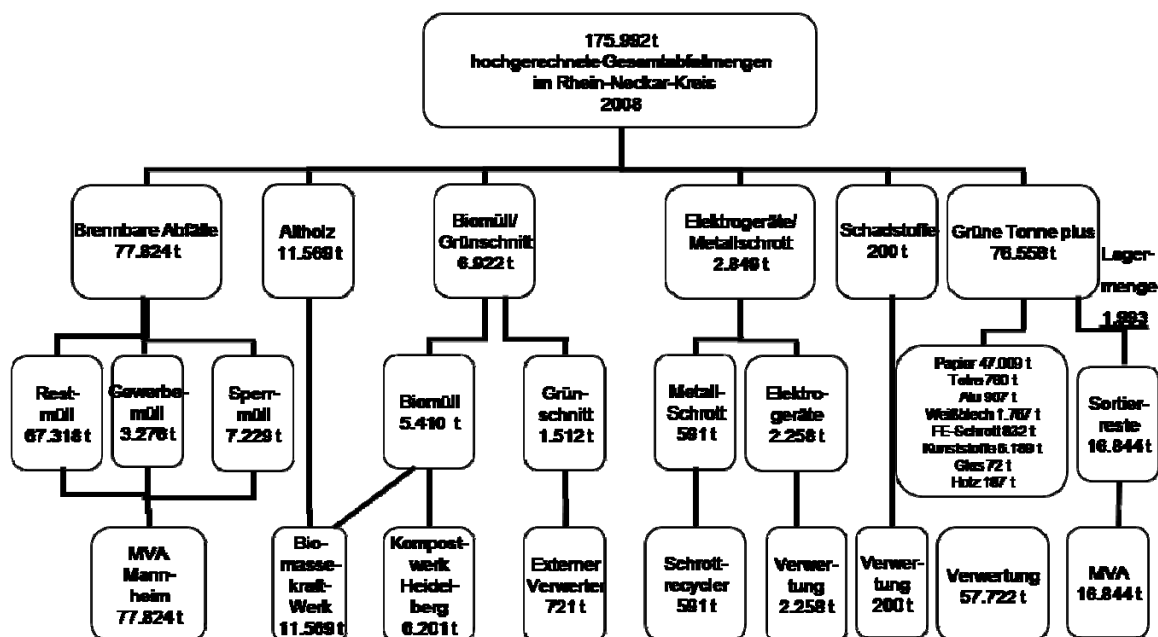 175.922 t
hochgerechnete Gesamtabfallmengen
im Rhein-Neckar-Kreis
2008
Brennbare Abfälle
77.824 t
Altholz
11.569 t
Biomüll/
Grünschnitt
6.922 t
Elektrogeräte/
Metallschrott
2.849 t
Schadstoffe
200 t
Grüne Tonne plus
76.558 t
Lager-
menge
1.993
Rest-
müll
67.318 t
Gewerbe-
müll
3.276 t
Sperr-
müll
7.229 t
Biomüll
5.410 t
Grün-
schnitt
1.512 t
Metall-
Schrott
591 t
Elektro-
geräte
2.258 t
Papier 47.009 t
Tetra 760 t
Alu 907 t
Weißblech 1.767 t
FE-Schrott 832 t
Kunststoffe 6.189 t
Glas 72 t
Holz 187 t
Sortier-
reste
16.844 t
MVA
Mann-
heim
77.824 t
Bio-
masse-
kraft-
Werk
11.569 t
Kompost-
werk
Heidel-
berg
6.201 t
Externer
Verwerter
721 t
Schrott-
recycler
591 t
Verwer-
tung
2.258 t
Verwer-
tung
200 t
Verwertung
57.722 t
MVA
16.844 t